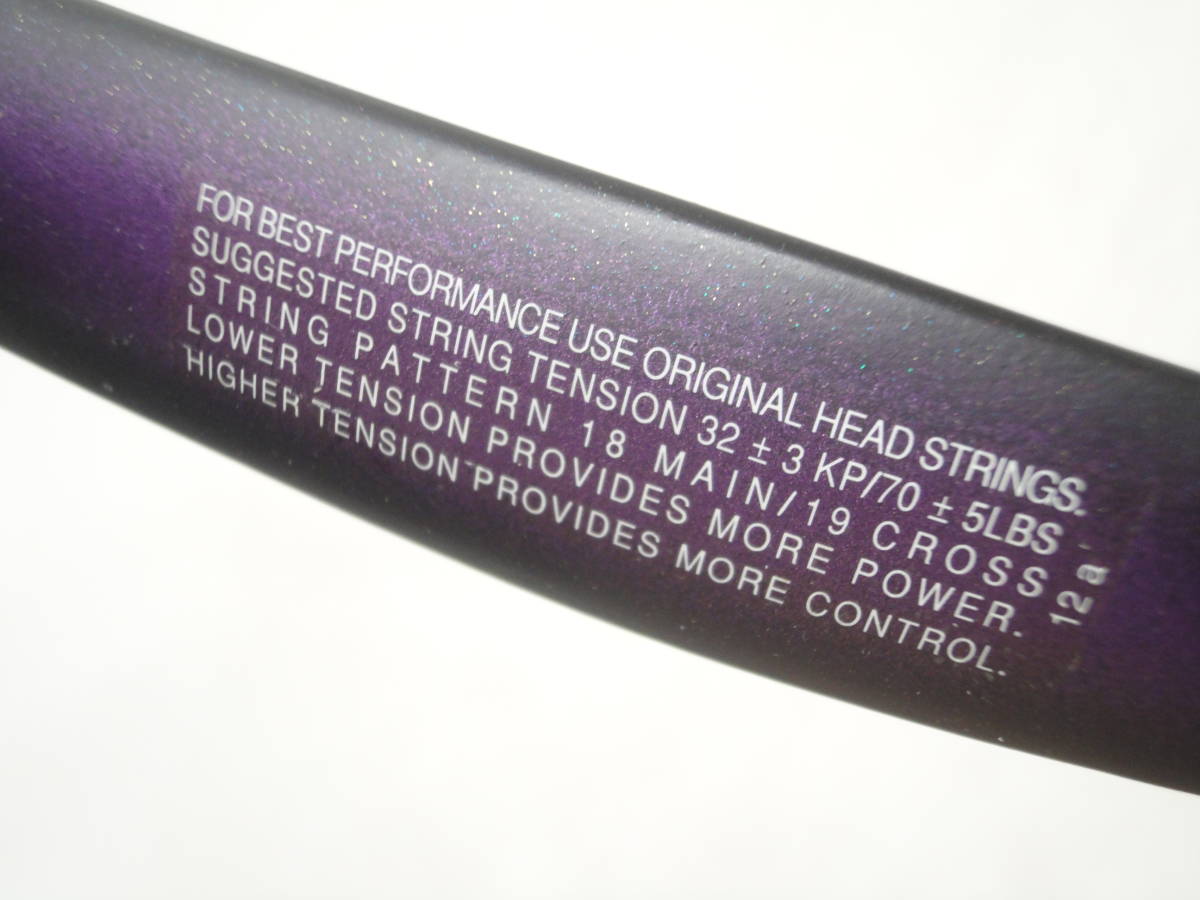 FOR BEST PERFORMANCE USE ORIGINAL HEAD STRINGS.
SUGGESTED STRING TENSION 32 ± 3 KP/70 ± 5LBS
STRING PATTERN 18 MAIN/19 CROSS
LOWER TENSION PROVIDES MORE POWER.
HIGHER TENSION PROVIDES MORE CONTROL.
12a